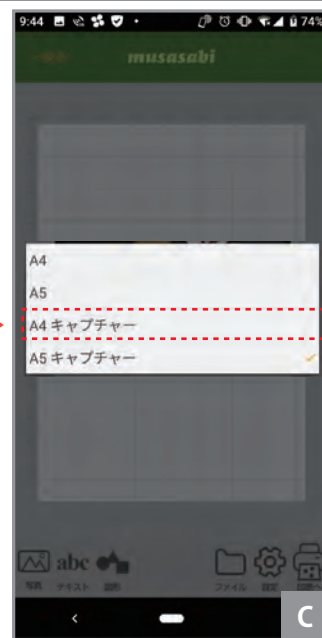 9:44
74%
musasabi
A4
A5
A4 キャプチャー
A5 キャプチャー
abc
写真 テキスト 図形 ファイル 設定
C